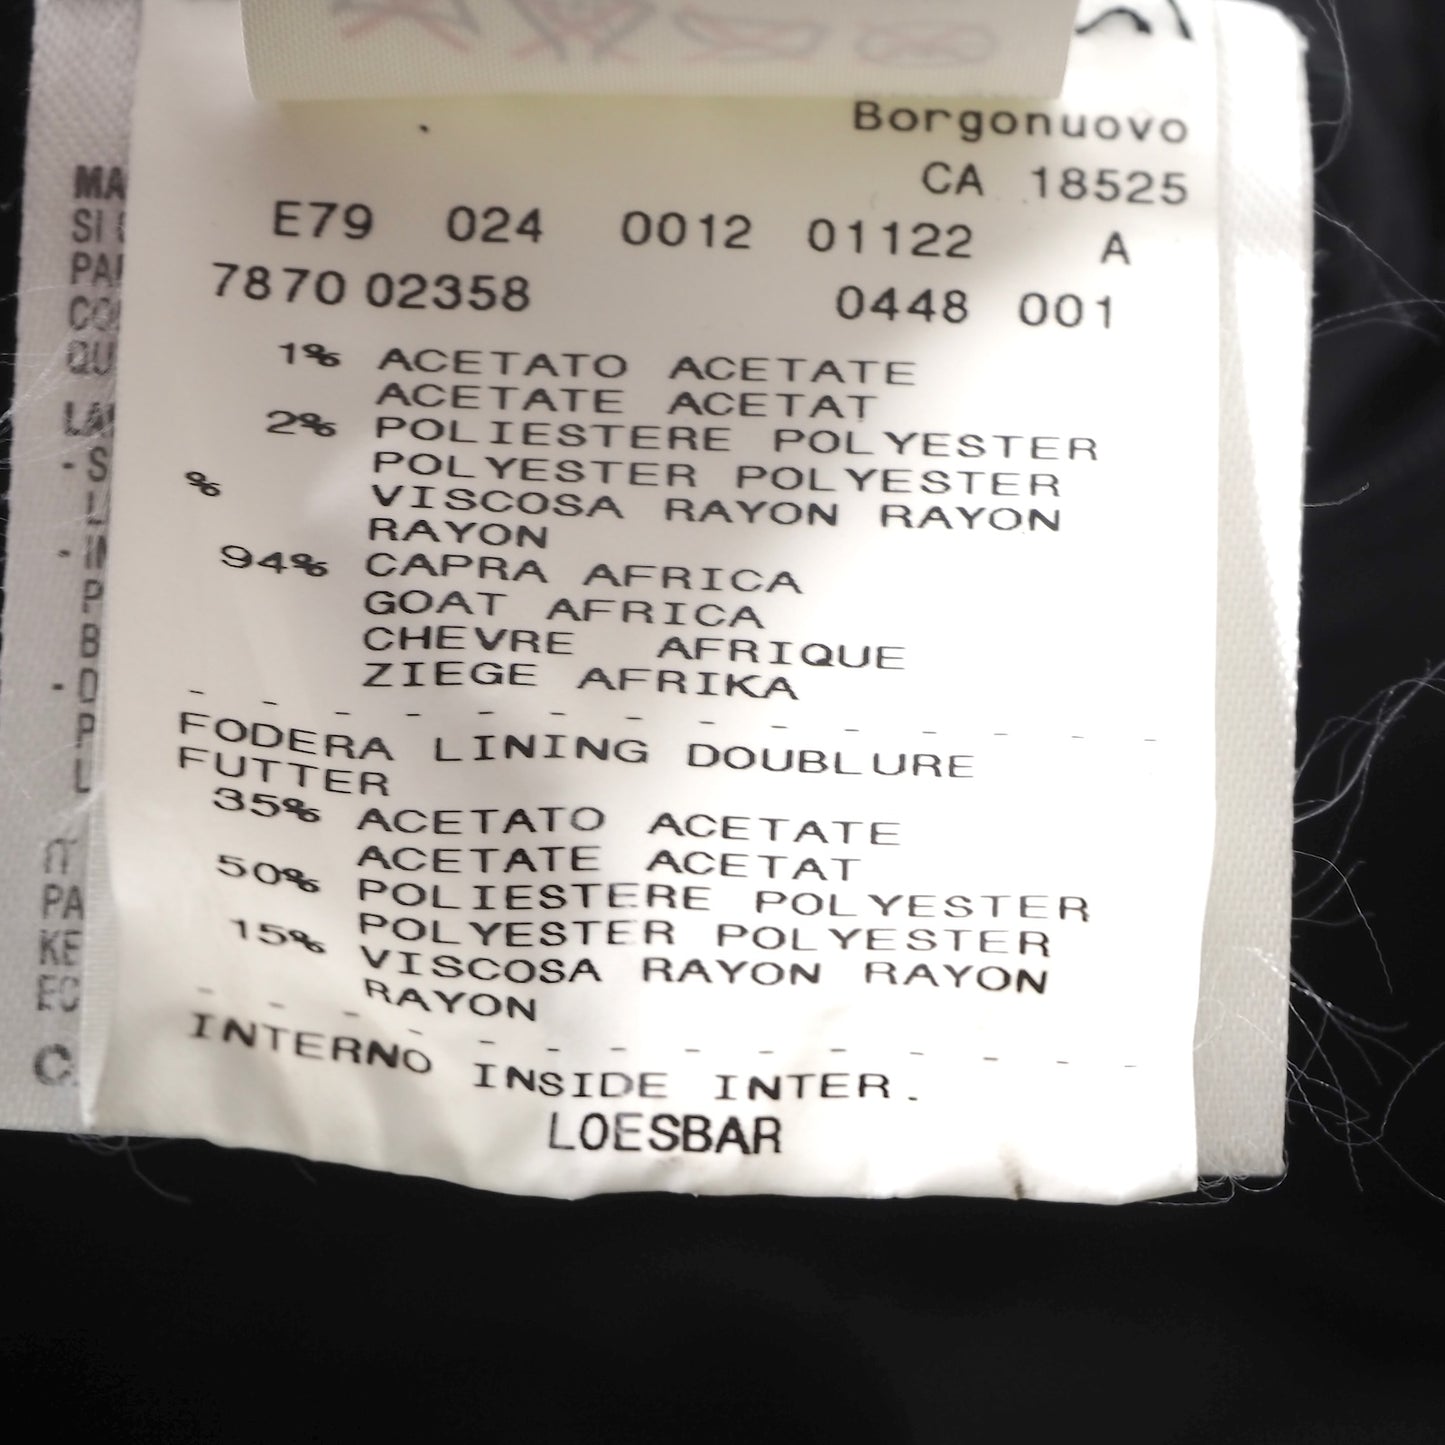 Borgonuovo
CA 18525
E79 024 0012 01122 A
7870 02358 0448 001
1% ACETATO ACETATE
ACETATE ACETAT
2% POLIESTERE POLYESTER
POLYESTER POLYESTER
% VISCOSA RAYON RAYON
RAYON
94% CAPRA AFRICA
GOAT AFRICA
CHEVRE AFRIQUE
ZIEGE AFRIKA
- - - - - - - - - - - - - -
FODERA LINING DOUBLURE
FUTTER
35% ACETATO ACETATE
ACETATE ACETAT
50% POLIESTERE POLYESTER
POLYESTER POLYESTER
15% VISCOSA RAYON RAYON
RAYON
- - - - - - - - - - - - - -
INTERNO INSIDE INTER.
LOESBAR